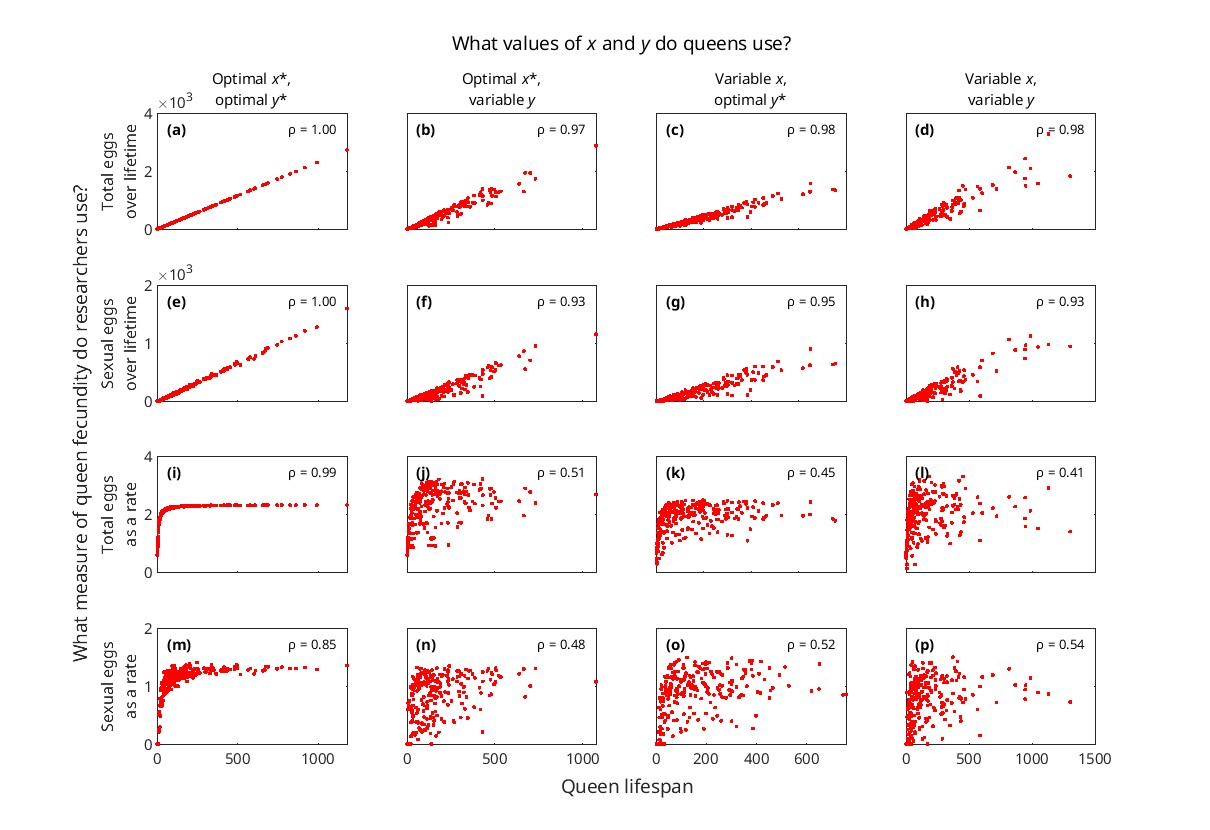 What values of x and y do queens use?
Optimal x*,
optimal y*
Optimal x*,
variable y
Variable x,
optimal y*
Variable x,
variable y
What measure of queen fecundity do researchers use?
Total eggs
over lifetime
×10³
4
2
0
(a) ρ = 1.00
(b) ρ = 0.97
(c) ρ = 0.98
(d) ρ = 0.98
Sexual eggs
over lifetime
×10³
2
1
0
(e) ρ = 1.00
(f) ρ = 0.93
(g) ρ = 0.95
(h) ρ = 0.93
Total eggs
as a rate
4
2
0
(i) ρ = 0.99
(j) ρ = 0.51
(k) ρ = 0.45
(l) ρ = 0.41
Sexual eggs
as a rate
2
1
0
(m) ρ = 0.85
(n) ρ = 0.48
(o) ρ = 0.52
(p) ρ = 0.54
0 500 1000
0 500 1000
0 200 400 600
0 500 1000 1500
Queen lifespan